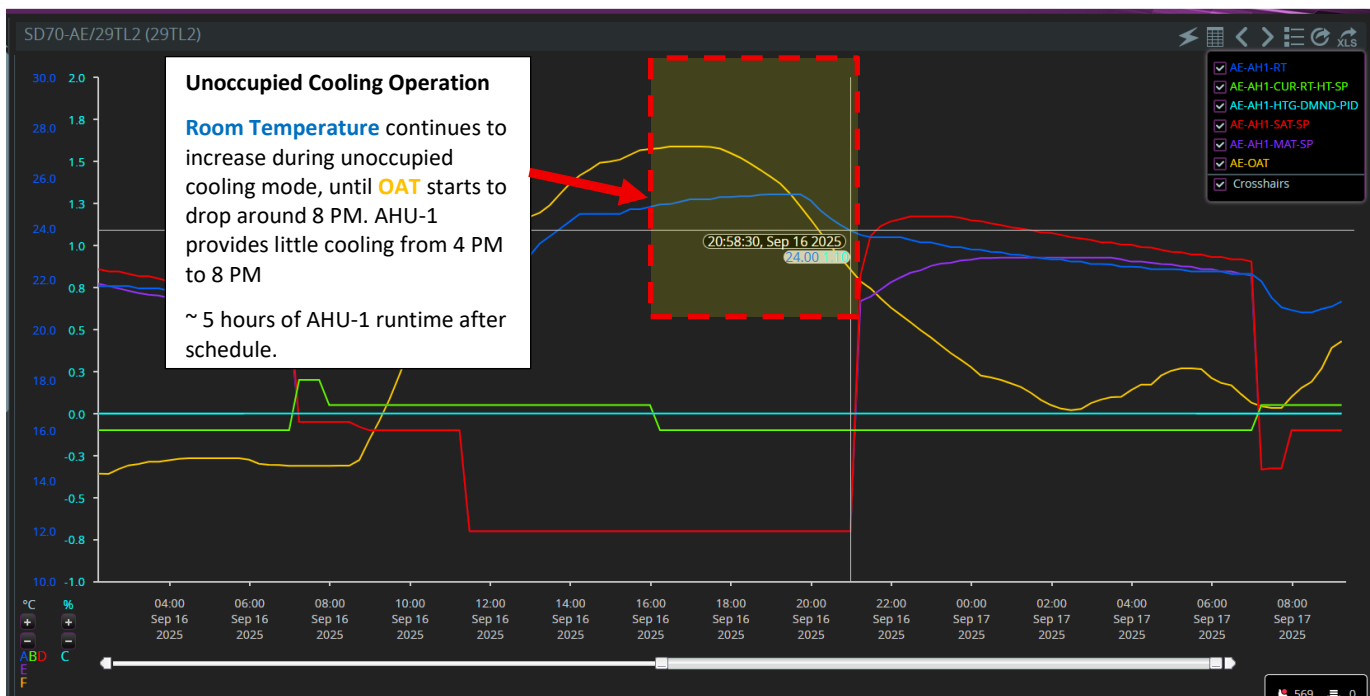 SD70-AE/29TL2 (29TL2)
XLS
AE-AH1-RT
AE-AH1-CUR-RT-HT-SP
AE-AH1-HTG-DMND-PID
AE-AH1-SAT-SP
AE-AH1-MAT-SP
AE-OAT
Crosshairs
Unoccupied Cooling Operation
Room Temperature continues to
increase during unoccupied
cooling mode, until OAT starts to
drop around 8 PM. AHU-1
provides little cooling from 4 PM
to 8 PM
~ 5 hours of AHU-1 runtime after
schedule.
30.0 2.0
1.8
28.0
1.5
26.0
1.3
24.0
1.0
22.0
0.8
20.0 0.5
0.3
18.0
0.0
16.0
-0.3
14.0
-0.5
12.0
-0.8
10.0 -1.0
20:58:30, Sep 16 2025
24.00 1.10
°C %
+ +
- -
ABD C
E
F
04:00 06:00 08:00 10:00 12:00 14:00 16:00 18:00 20:00 22:00 00:00 02:00 04:00 06:00 08:00
Sep 16 Sep 16 Sep 16 Sep 16 Sep 16 Sep 16 Sep 16 Sep 16 Sep 16 Sep 16 Sep 17 Sep 17 Sep 17 Sep 17 Sep 17
2025 2025 2025 2025 2025 2025 2025 2025 2025 2025 2025 2025 2025 2025 2025
569 0